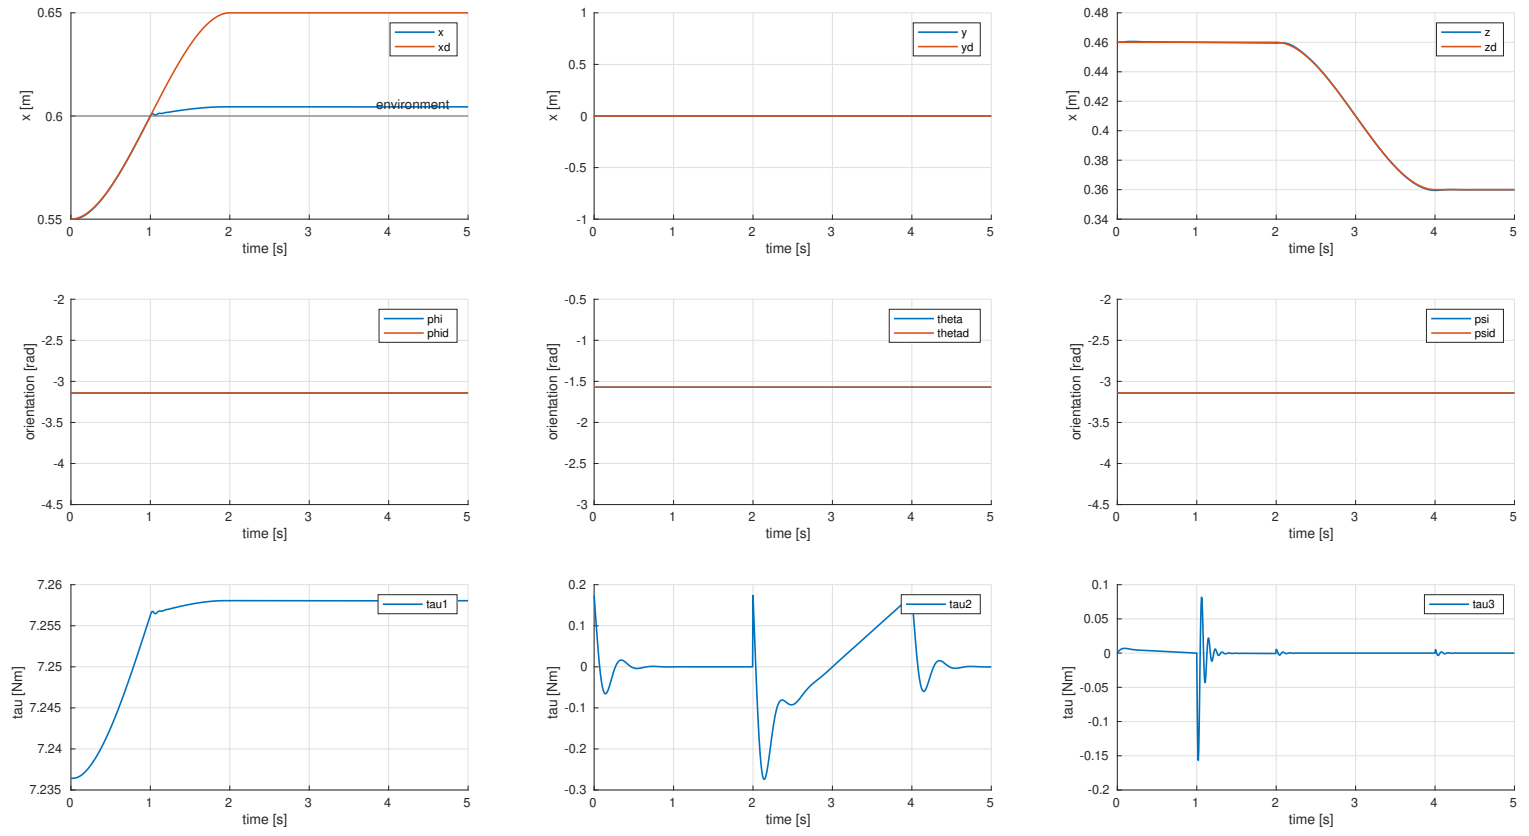 0.65
x
xd
environment
0.6
0.55
x [m]
0 1 2 3 4 5
time [s]
1
y
yd
0.5
0
-0.5
-1
x [m]
0 1 2 3 4 5
time [s]
0.48
z
zd
0.46
0.44
0.42
0.4
0.38
0.36
0.34
x [m]
0 1 2 3 4 5
time [s]
-2
phi
phid
-2.5
-3
-3.5
-4
-4.5
orientation [rad]
0 1 2 3 4 5
time [s]
-0.5
theta
thetad
-1
-1.5
-2
-2.5
-3
orientation [rad]
0 1 2 3 4 5
time [s]
-2
psi
psid
-2.5
-3
-3.5
-4
-4.5
orientation [rad]
0 1 2 3 4 5
time [s]
7.26
tau1
7.255
7.25
7.245
7.24
7.235
tau [Nm]
0 1 2 3 4 5
time [s]
0.2
tau2
0.1
0
-0.1
-0.2
-0.3
tau [Nm]
0 1 2 3 4 5
time [s]
0.1
tau3
0.05
0
-0.05
-0.1
-0.15
-0.2
tau [Nm]
0 1 2 3 4 5
time [s]